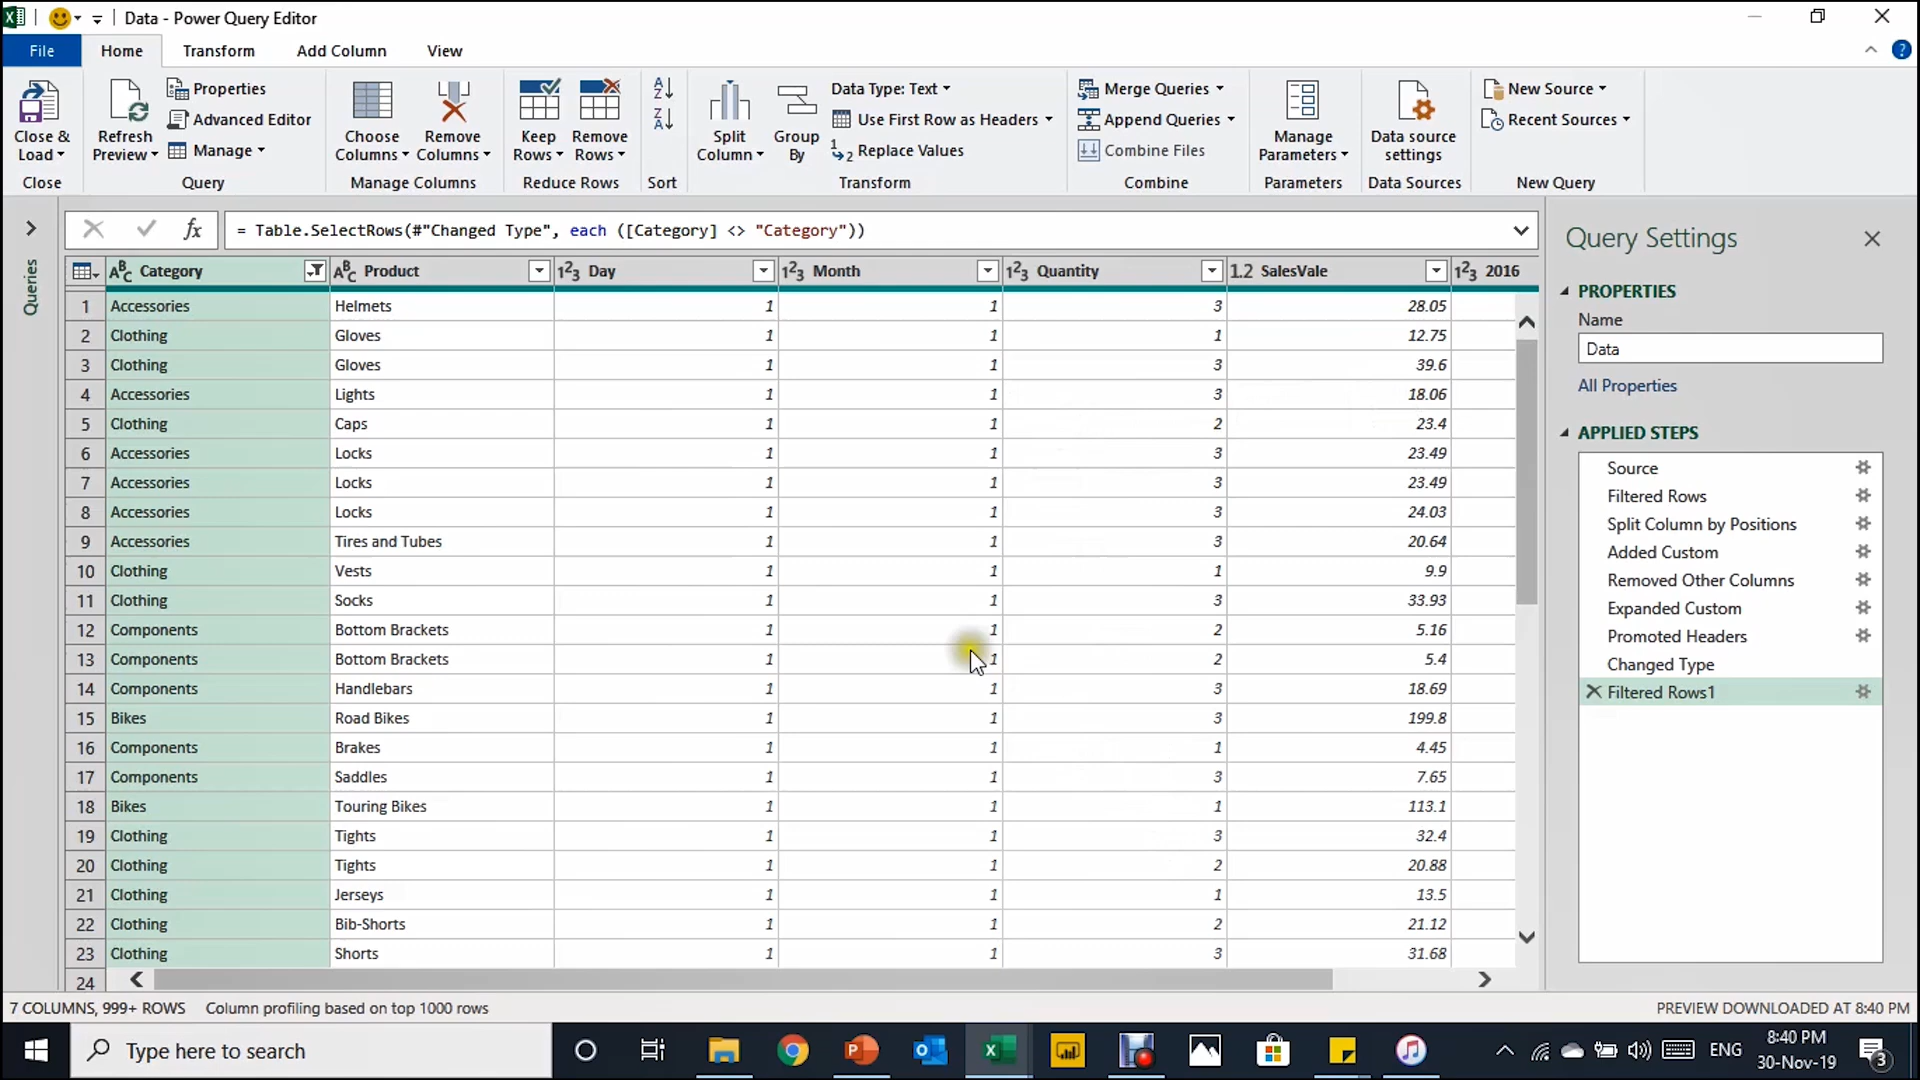 Data - Power Query Editor
File Home Transform Add Column View
Close & Load
Close
Refresh Preview
Properties
Advanced Editor
Manage
Query
Choose Columns
Remove Columns
Manage Columns
Keep Rows
Remove Rows
Reduce Rows
Sort
Split Column
Group By
Data Type: Text
Use First Row as Headers
Replace Values
Transform
Merge Queries
Append Queries
Combine Files
Combine
Manage Parameters
Parameters
Data source settings
Data Sources
New Source
Recent Sources
New Query
Queries
fx = Table.SelectRows(#"Changed Type", each ([Category] <> "Category"))
Category Product Day Month Quantity SalesVale 2016
1 Accessories Helmets 1 1 3 28.05
2 Clothing Gloves 1 1 1 12.75
3 Clothing Gloves 1 1 3 39.6
4 Accessories Lights 1 1 3 18.06
5 Clothing Caps 1 1 2 23.4
6 Accessories Locks 1 1 3 23.49
7 Accessories Locks 1 1 3 23.49
8 Accessories Locks 1 1 3 24.03
9 Accessories Tires and Tubes 1 1 3 20.64
10 Clothing Vests 1 1 1 9.9
11 Clothing Socks 1 1 3 33.93
12 Components Bottom Brackets 1 1 2 5.16
13 Components Bottom Brackets 1 1 2 5.4
14 Components Handlebars 1 1 3 18.69
15 Bikes Road Bikes 1 1 3 199.8
16 Components Brakes 1 1 1 4.45
17 Components Saddles 1 1 3 7.65
18 Bikes Touring Bikes 1 1 1 113.1
19 Clothing Tights 1 1 3 32.4
20 Clothing Tights 1 1 2 20.88
21 Clothing Jerseys 1 1 1 13.5
22 Clothing Bib-Shorts 1 1 2 21.12
23 Clothing Shorts 1 1 3 31.68
24
Query Settings
PROPERTIES
Name
Data
All Properties
APPLIED STEPS
Source
Filtered Rows
Split Column by Positions
Added Custom
Removed Other Columns
Expanded Custom
Promoted Headers
Changed Type
Filtered Rows1
7 COLUMNS, 999+ ROWS Column profiling based on top 1000 rows PREVIEW DOWNLOADED AT 8:40 PM
Type here to search
ENG
8:40 PM
30-Nov-19
3